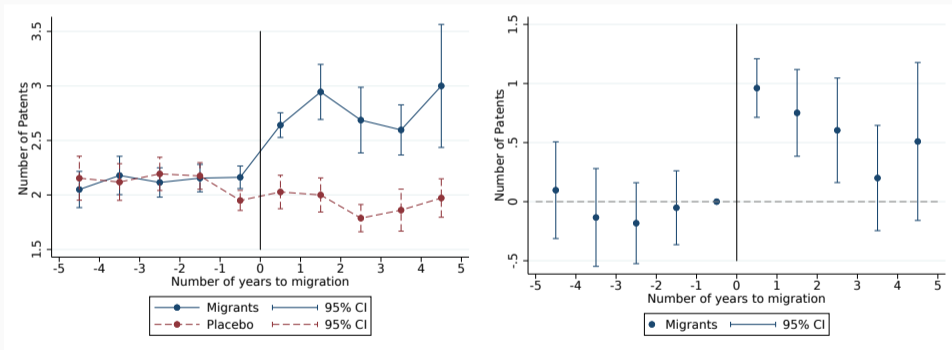 3.5
3
2.5
2
1.5
Number of Patents
-5 -4 -3 -2 -1 0 1 2 3 4 5
Number of years to migration
Migrants 95% CI
Placebo 95% CI
1.5
1
.5
0
-.5
Number of Patents
-5 -4 -3 -2 -1 0 1 2 3 4 5
Number of years to migration
Migrants 95% CI